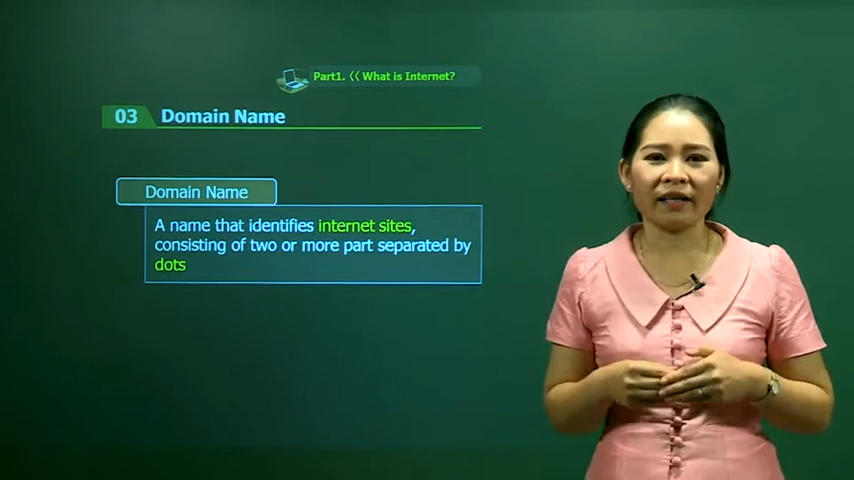 Part1. 《 What is Internet?
03 Domain Name
Domain Name
A name that identifies internet sites,
consisting of two or more part separated by
dots